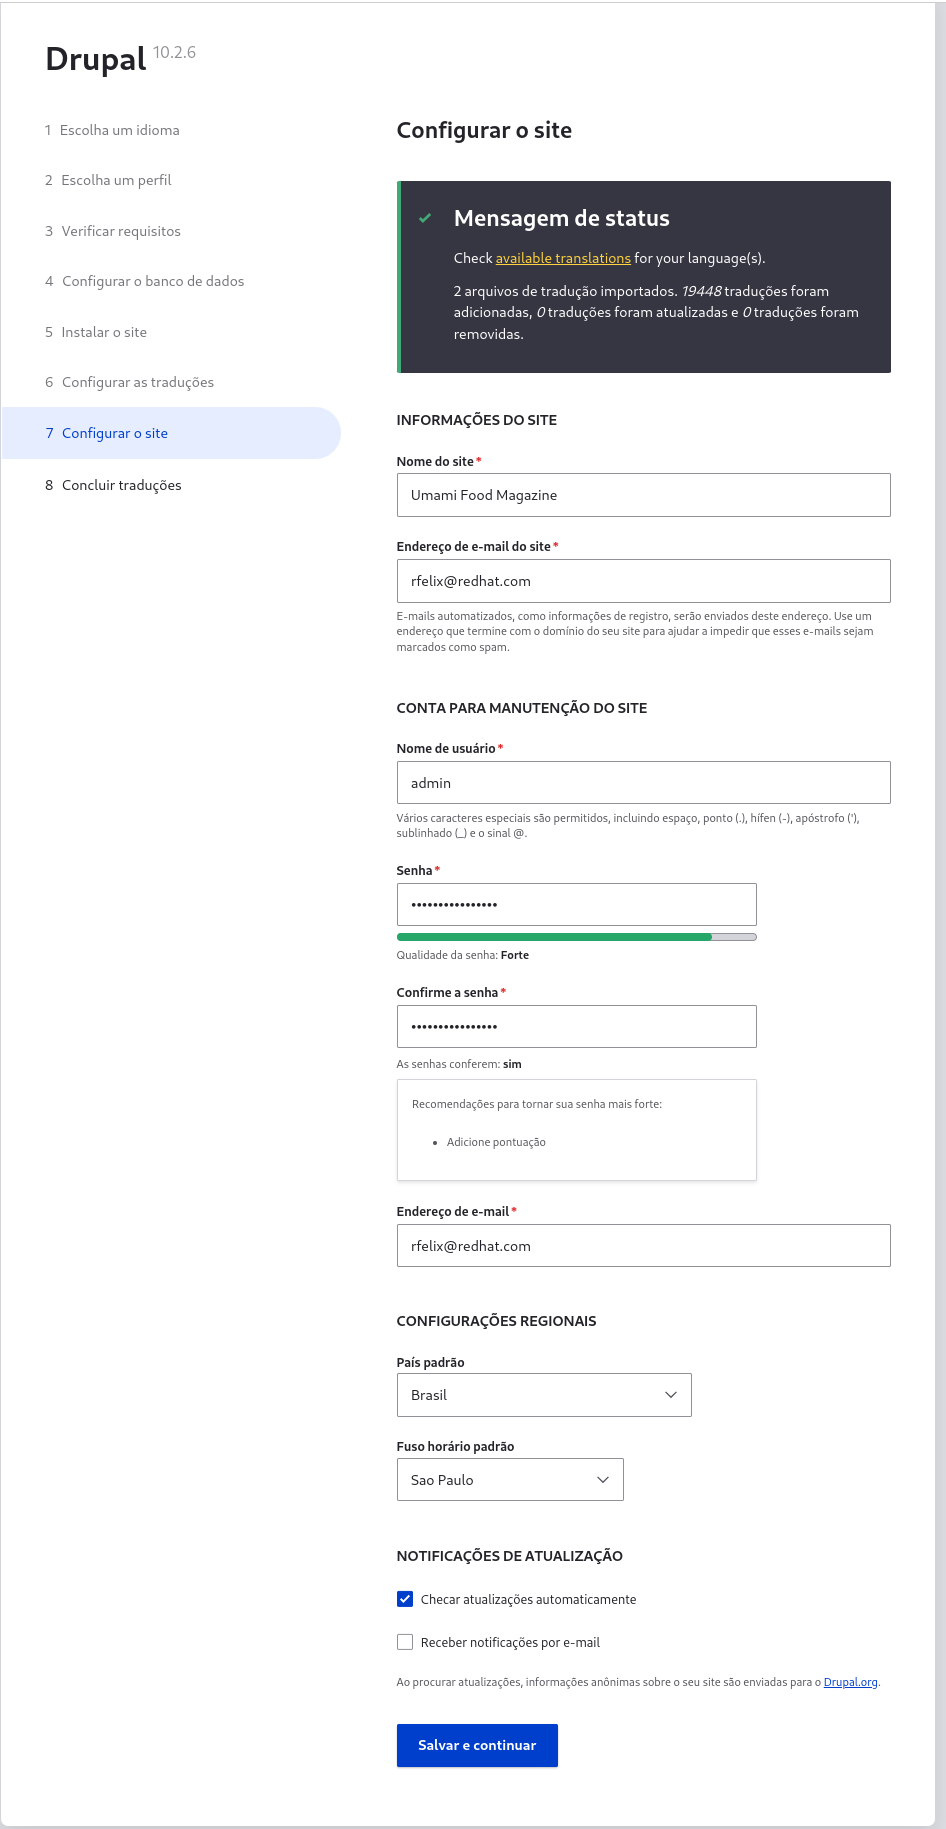 Drupal 10.2.6
1 Escolha um idioma
2 Escolha um perfil
3 Verificar requisitos
4 Configurar o banco de dados
5 Instalar o site
6 Configurar as traduções
7 Configurar o site
8 Concluir traduções
Configurar o site
Mensagem de status
Check available translations for your language(s).
2 arquivos de tradução importados. 19448 traduções foram
adicionadas, 0 traduções foram atualizadas e 0 traduções foram
removidas.
INFORMAÇÕES DO SITE
Nome do site*
Umami Food Magazine
Endereço de e-mail do site*
rfelix@redhat.com
E-mails automatizados, como informações de registro, serão enviados deste endereço. Use um
endereço que termine com o domínio do seu site para ajudar a impedir que esses e-mails sejam
marcados como spam.
CONTA PARA MANUTENÇÃO DO SITE
Nome de usuário*
admin
Vários caracteres especiais são permitidos, incluindo espaço, ponto (.), hífen (-), apóstrofo ('),
sublinhado (_) e o sinal @.
Senha*
••••••••••••••••
Qualidade da senha: Forte
Confirme a senha*
••••••••••••••••
As senhas conferem: sim
Recomendações para tornar sua senha mais forte:
• Adicione pontuação
Endereço de e-mail*
rfelix@redhat.com
CONFIGURAÇÕES REGIONAIS
País padrão
Brasil
Fuso horário padrão
Sao Paulo
NOTIFICAÇÕES DE ATUALIZAÇÃO
Checar atualizações automaticamente
Receber notificações por e-mail
Ao procurar atualizações, informações anônimas sobre o seu site são enviadas para o Drupal.org.
Salvar e continuar